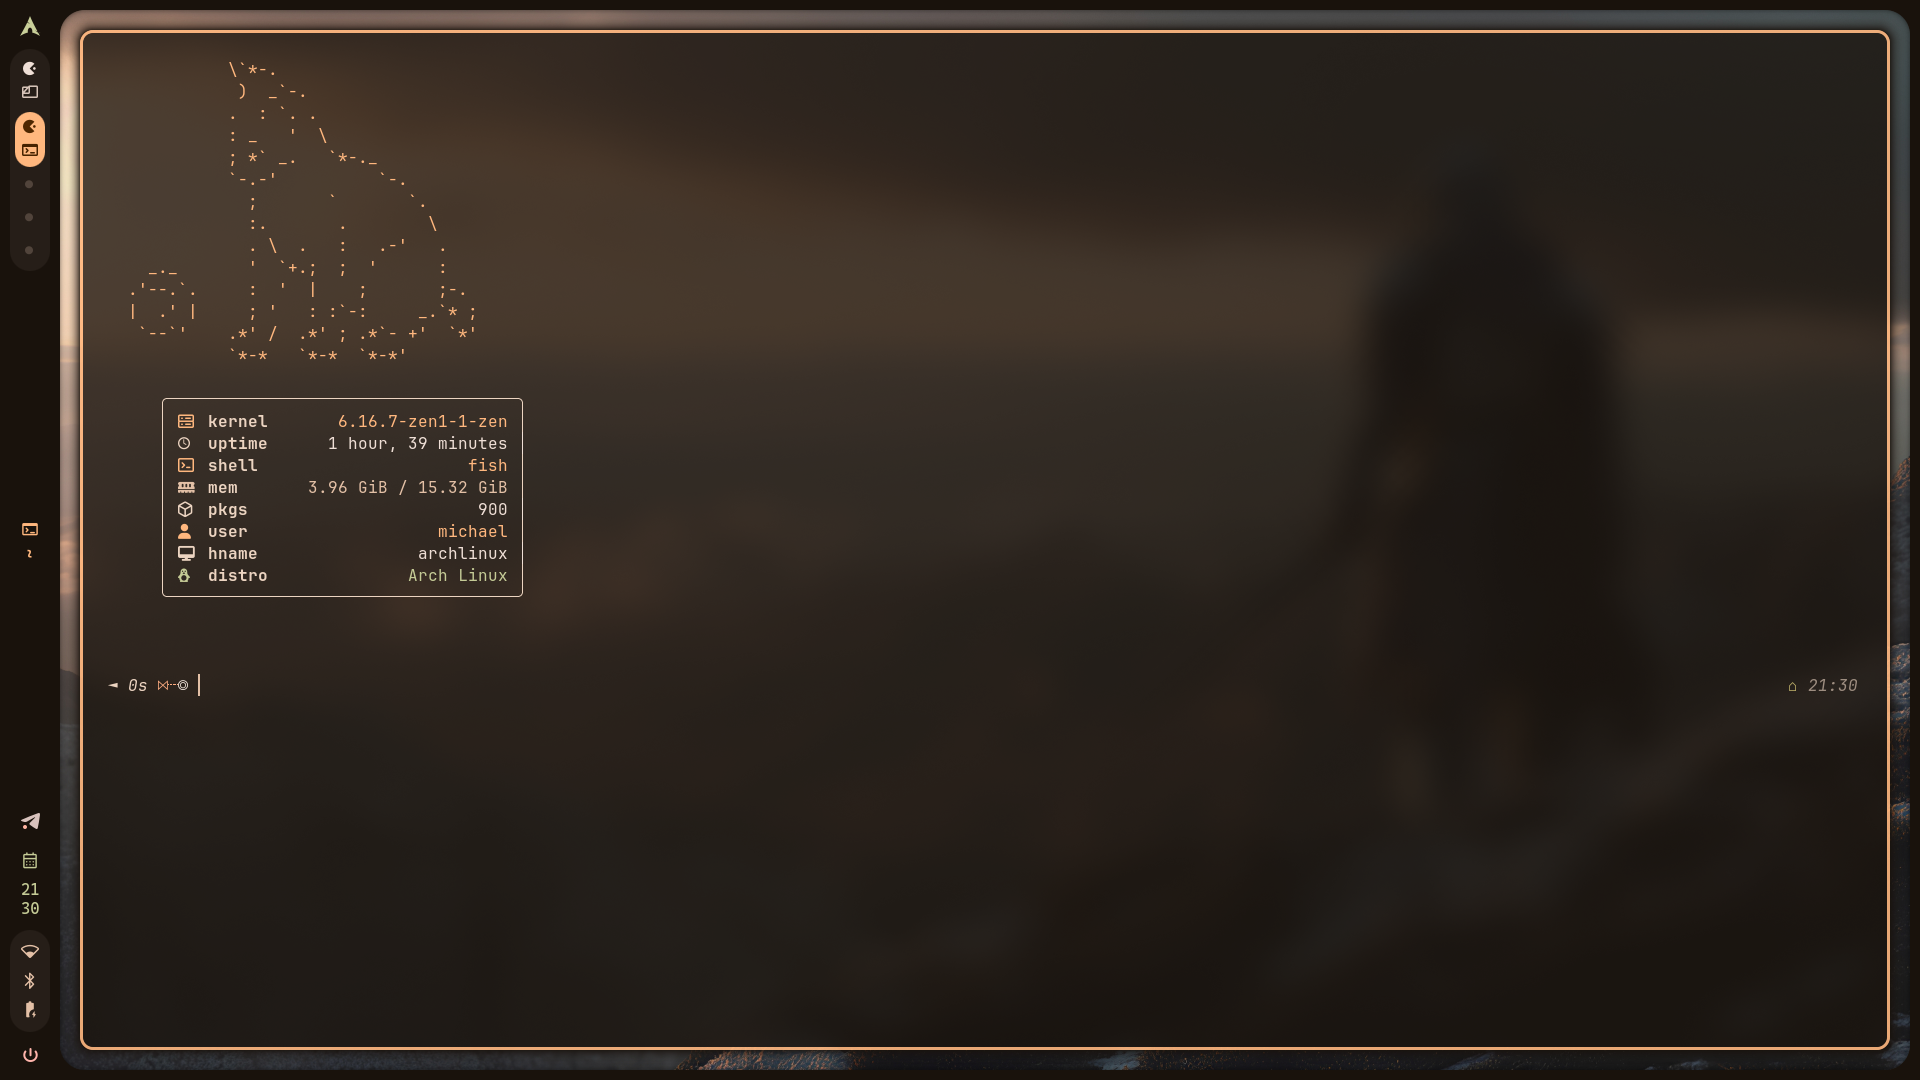 kernel 6.16.7-zen1-1-zen
uptime 1 hour, 39 minutes
shell fish
mem 3.96 GiB / 15.32 GiB
pkgs 900
user michael
hname archlinux
distro Arch Linux
~
0s
21:30
21
30